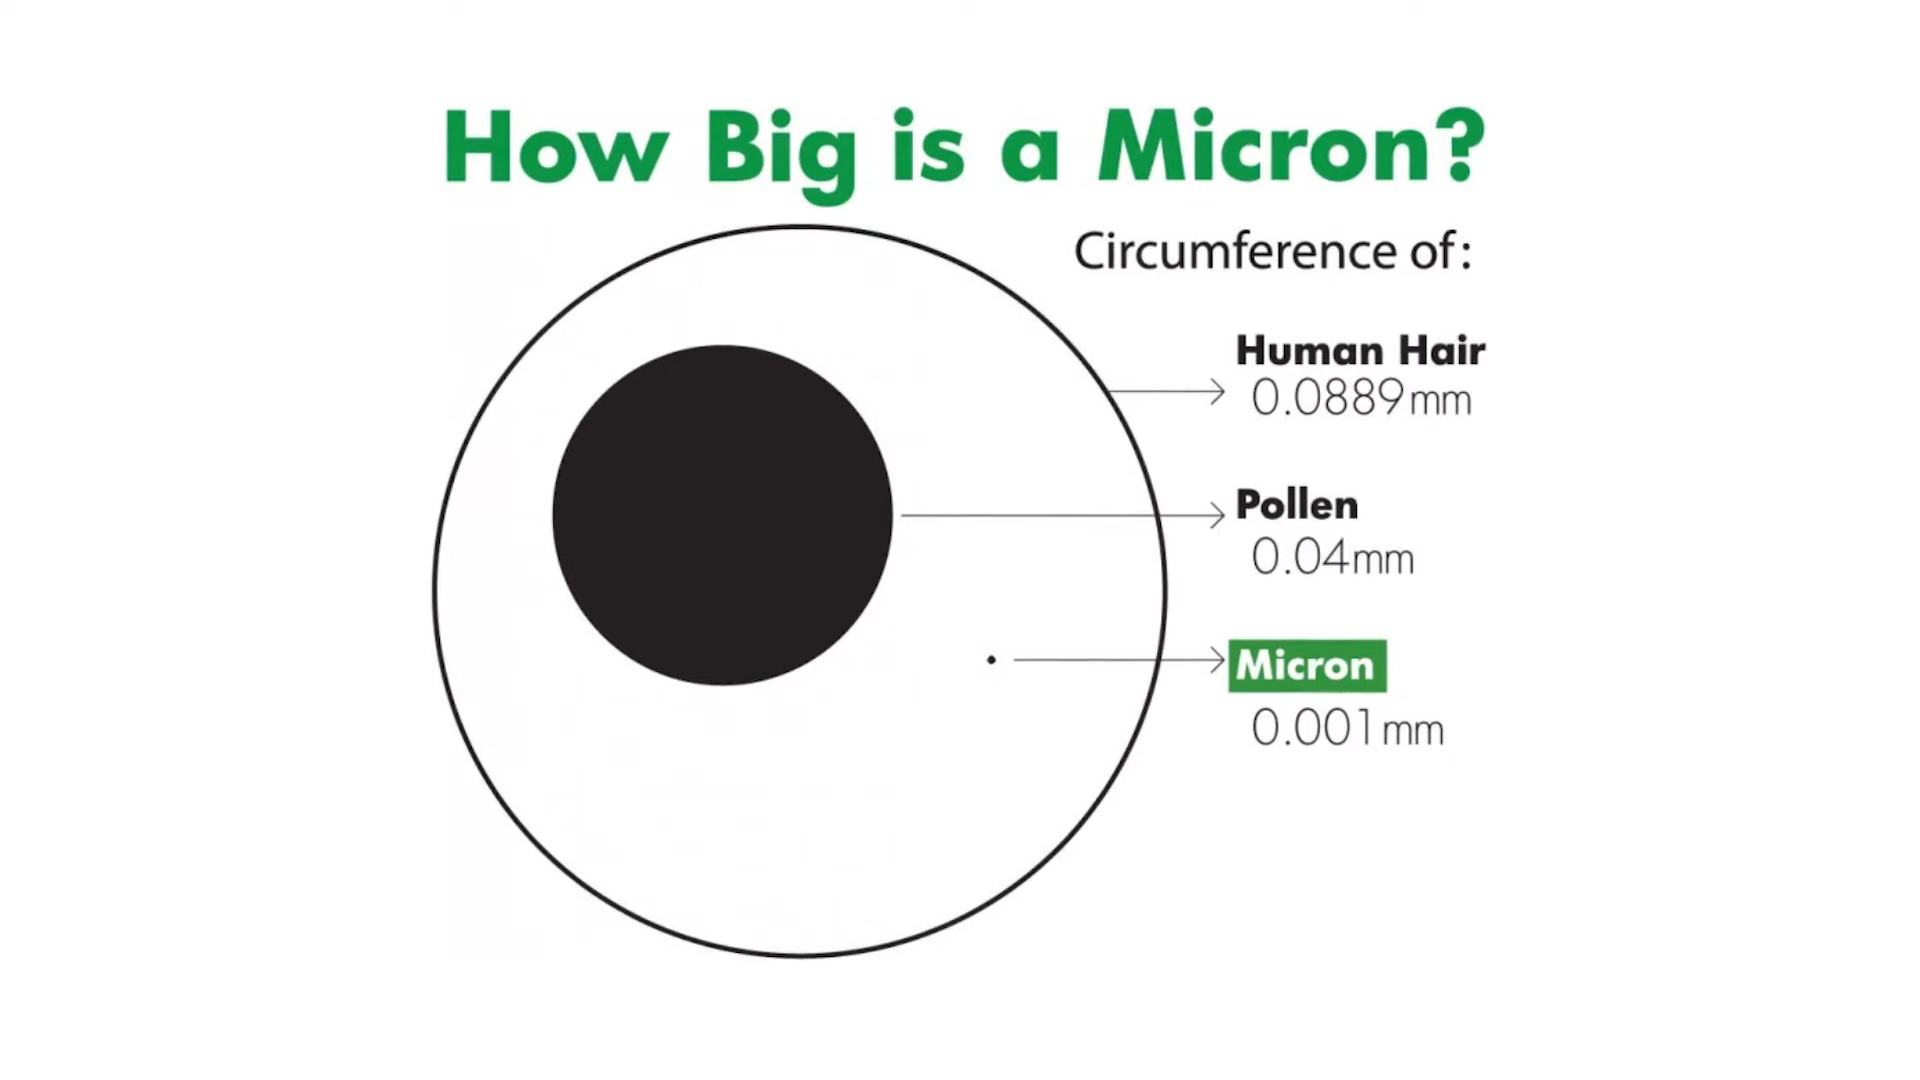 How Big is a Micron?
Circumference of:
Human Hair
0.0889mm
Pollen
0.04mm
Micron
0.001mm